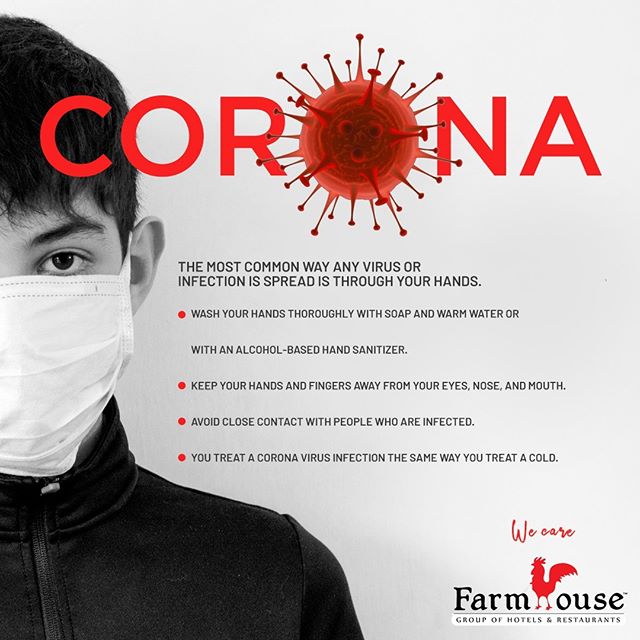 CORONA
THE MOST COMMON WAY ANY VIRUS OR
INFECTION IS SPREAD IS THROUGH YOUR HANDS.
WASH YOUR HANDS THOROUGHLY WITH SOAP AND WARM WATER OR
WITH AN ALCOHOL-BASED HAND SANITIZER.
KEEP YOUR HANDS AND FINGERS AWAY FROM YOUR EYES, NOSE, AND MOUTH.
AVOID CLOSE CONTACT WITH PEOPLE WHO ARE INFECTED.
YOU TREAT A CORONA VIRUS INFECTION THE SAME WAY YOU TREAT A COLD.
We care
FarmHouse™
GROUP OF HOTELS & RESTAURANTS